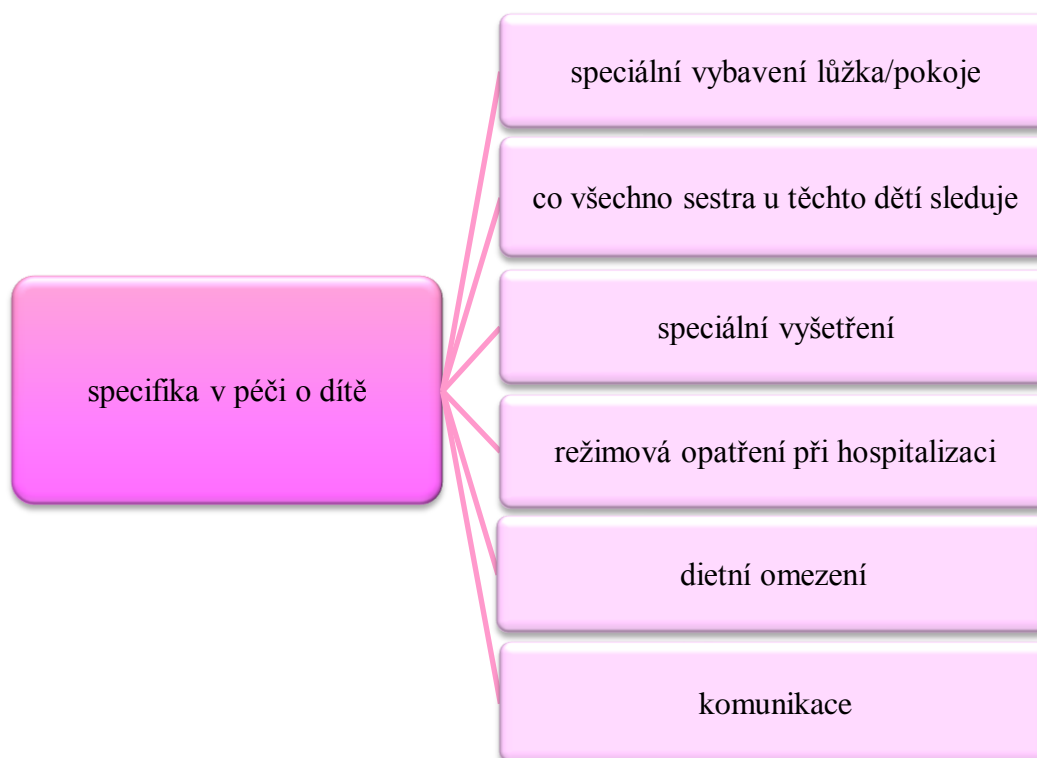 speciální vybavení lůžka/pokoje
co všechno sestra u těchto dětí sleduje
speciální vyšetření
specifika v péči o dítě
režimová opatření při hospitalizaci
dietní omezení
komunikace